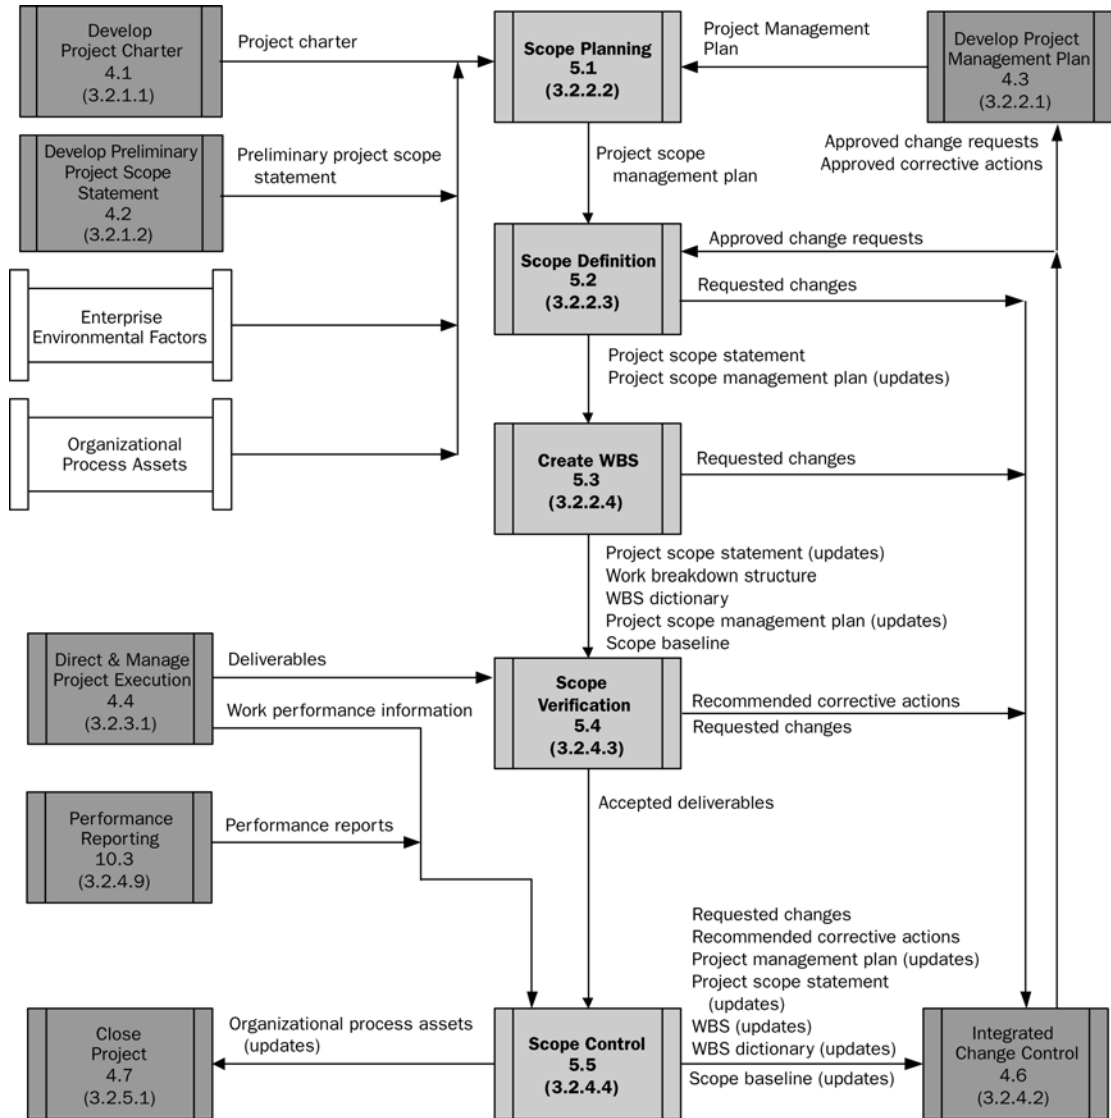 Develop
Project Charter
4.1
(3.2.1.1)
Project charter
Scope Planning
5.1
(3.2.2.2)
Project Management
Plan
Develop Project
Management Plan
4.3
(3.2.2.1)
Develop Preliminary
Project Scope
Statement
4.2
(3.2.1.2)
Preliminary project scope
statement
Project scope
management plan
Approved change requests
Approved corrective actions
Scope Definition
5.2
(3.2.2.3)
Approved change requests
Requested changes
Enterprise
Environmental Factors
Project scope statement
Project scope management plan (updates)
Organizational
Process Assets
Create WBS
5.3
(3.2.2.4)
Requested changes
Project scope statement (updates)
Work breakdown structure
WBS dictionary
Project scope management plan (updates)
Scope baseline
Direct & Manage
Project Execution
4.4
(3.2.3.1)
Deliverables
Work performance information
Scope
Verification
5.4
(3.2.4.3)
Recommended corrective actions
Requested changes
Accepted deliverables
Performance
Reporting
10.3
(3.2.4.9)
Performance reports
Requested changes
Recommended corrective actions
Project management plan (updates)
Project scope statement
(updates)
WBS (updates)
WBS dictionary (updates)
Scope baseline (updates)
Close
Project
4.7
(3.2.5.1)
Organizational process assets
(updates)
Scope Control
5.5
(3.2.4.4)
Integrated
Change Control
4.6
(3.2.4.2)